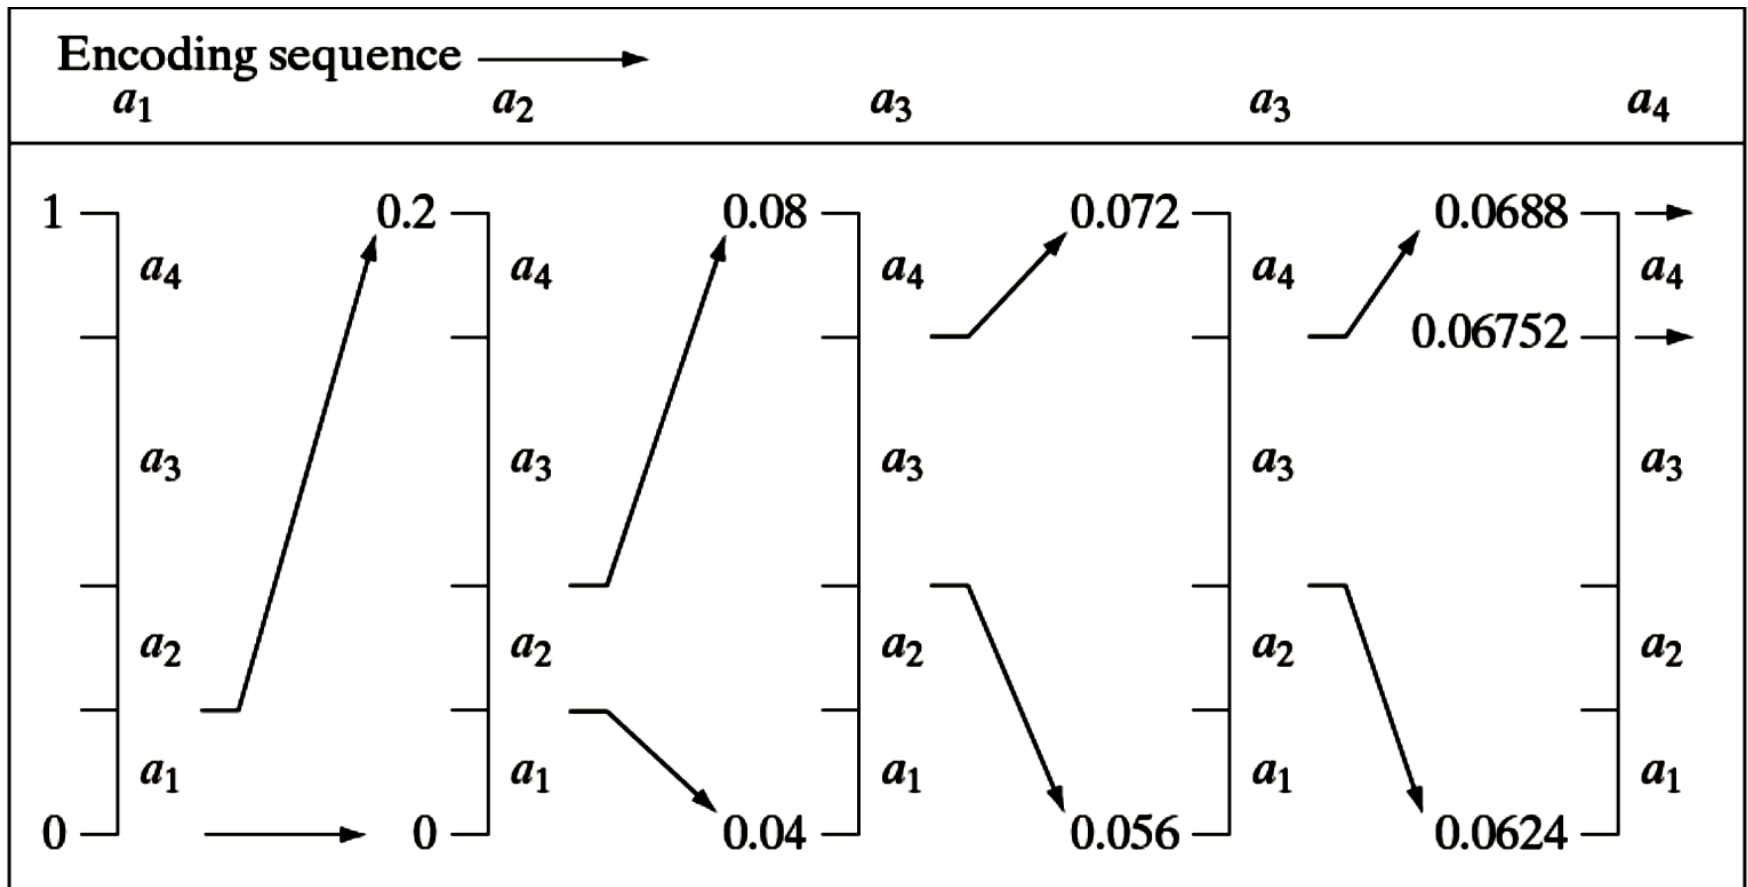 Encoding sequence
a1 a2 a3 a3 a4
1 0.2 0.08 0.072 0.0688
a4 a4 a4 a4 a4
0.06752
a3 a3 a3 a3 a3
a2 a2 a2 a2 a2
a1 a1 a1 a1 a1
0 0 0.04 0.056 0.0624